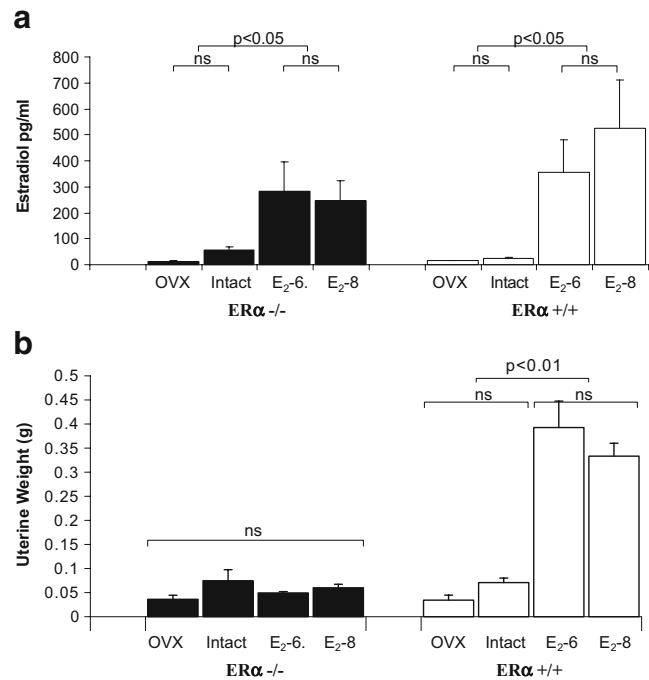 a
p<0.05
p<0.05
ns
ns
ns
ns
Estradiol pg/ml
800
700
600
500
400
300
200
100
0
OVX
Intact
E₂-6.
E₂-8
OVX
Intact
E₂-6
E₂-8
ERα -/-
ERα +/+
b
p<0.01
ns
ns
ns
Uterine Weight (g)
0.5
0.45
0.4
0.35
0.3
0.25
0.2
0.15
0.1
0.05
0
OVX
Intact
E₂-6.
E₂-8
OVX
Intact
E₂-6
E₂-8
ERα -/-
ERα +/+